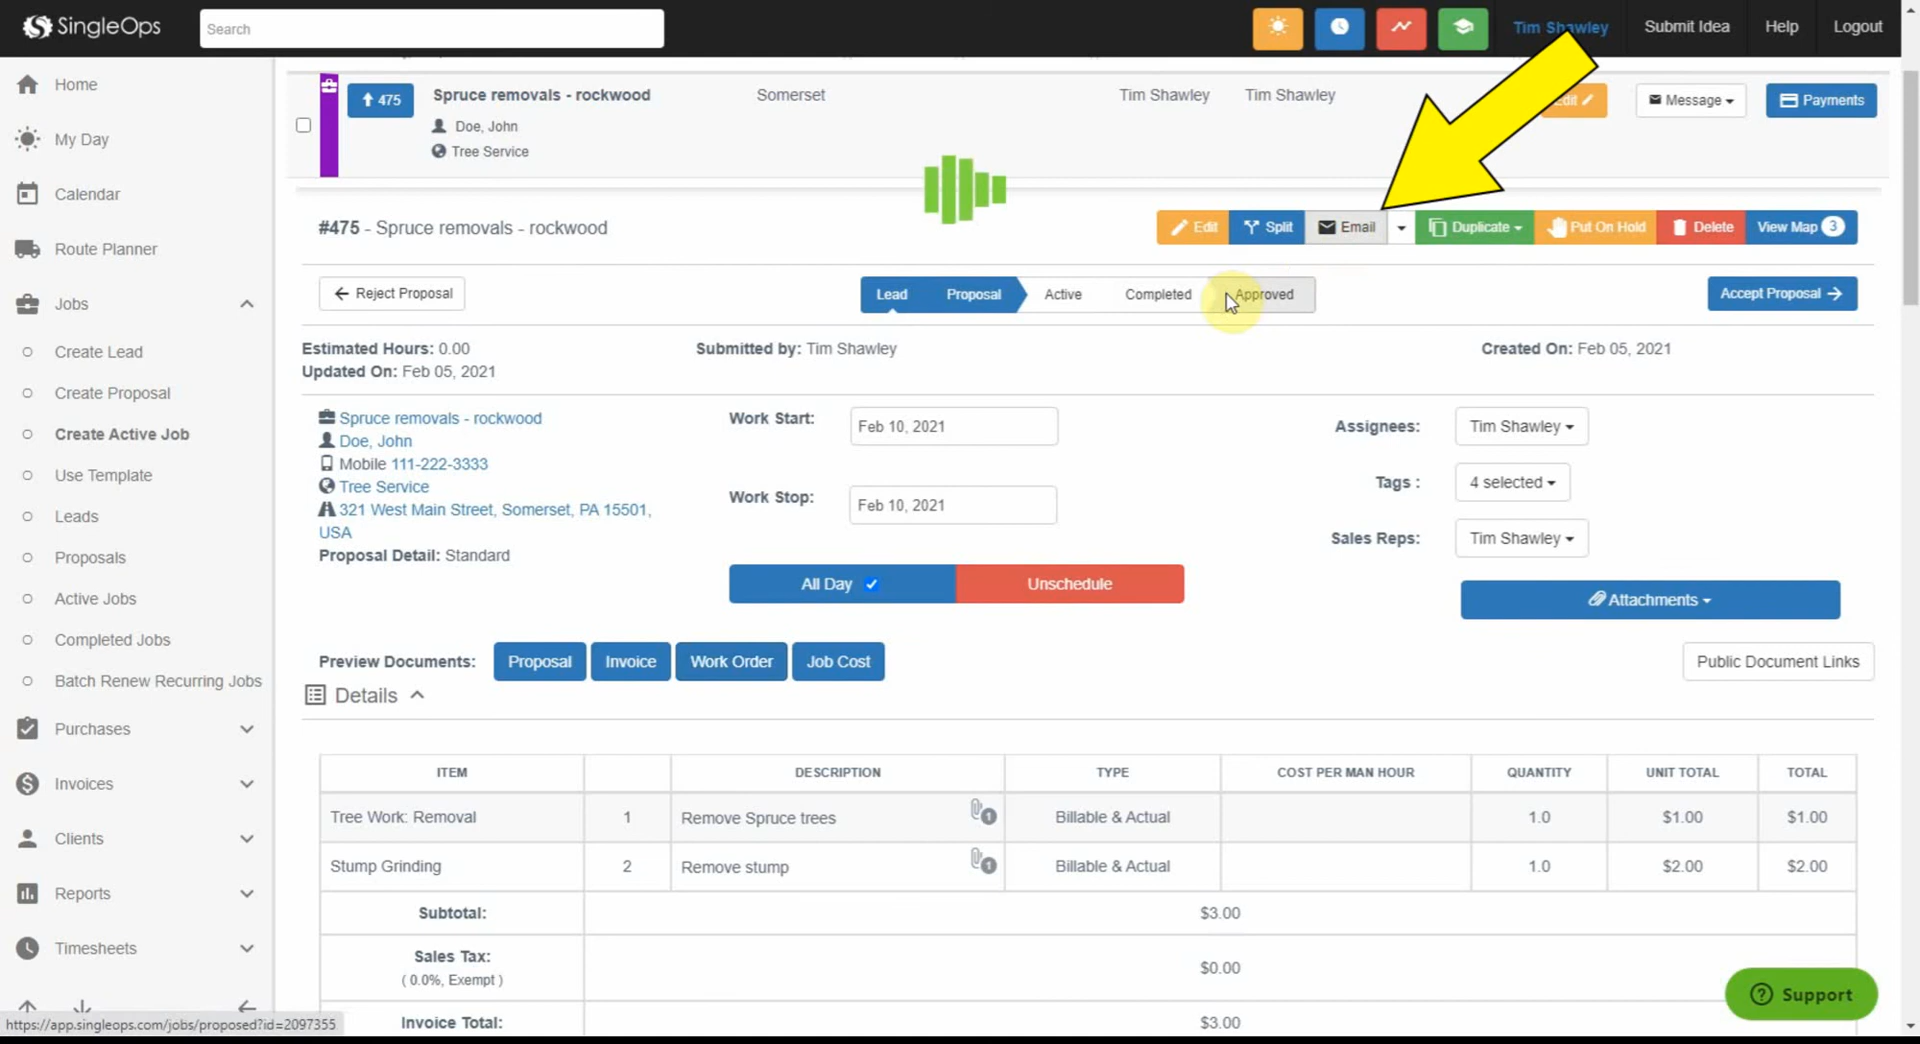 SingleOps
Search
Tim Shawley
Submit Idea
Help
Logout
Home
My Day
Calendar
Route Planner
Jobs
Create Lead
Create Proposal
Create Active Job
Use Template
Leads
Proposals
Active Jobs
Completed Jobs
Batch Renew Recurring Jobs
Purchases
Invoices
Clients
Reports
Timesheets
https://app.singleops.com/jobs/proposed?id=2097355
475
Spruce removals - rockwood
Somerset
Tim Shawley
Tim Shawley
Edit
Message
Payments
Doe, John
Tree Service
#475 - Spruce removals - rockwood
Edit
Split
Email
Duplicate
Put On Hold
Delete
View Map 3
Reject Proposal
Lead
Proposal
Active
Completed
Approved
Accept Proposal
Estimated Hours: 0.00
Submitted by: Tim Shawley
Created On: Feb 05, 2021
Updated On: Feb 05, 2021
Spruce removals - rockwood
Doe, John
Mobile 111-222-3333
Tree Service
321 West Main Street, Somerset, PA 15501,
USA
Proposal Detail: Standard
Work Start:
Feb 10, 2021
Work Stop:
Feb 10, 2021
All Day
Unschedule
Assignees:
Tim Shawley
Tags :
4 selected
Sales Reps:
Tim Shawley
Attachments
Preview Documents:
Proposal
Invoice
Work Order
Job Cost
Public Document Links
Details
ITEM DESCRIPTION TYPE COST PER MAN HOUR QUANTITY UNIT TOTAL TOTAL
Tree Work: Removal 1 Remove Spruce trees 1 Billable & Actual 1.0 $1.00 $1.00
Stump Grinding 2 Remove stump 1 Billable & Actual 1.0 $2.00 $2.00
Subtotal: $3.00
Sales Tax:
( 0.0%, Exempt )
$0.00
Invoice Total: $3.00
Support